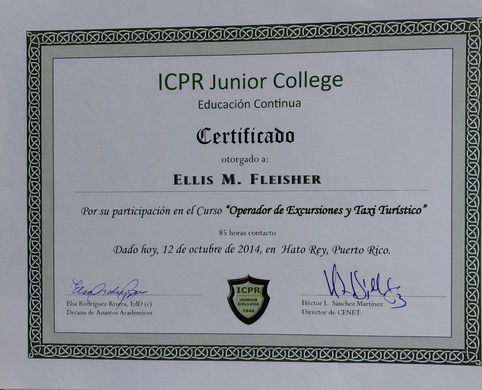 ICPR Junior College
Educación Continua
Certificado
otorgado a:
ELLIS M. FLEISHER
Por su participación en el Curso "Operador de Excursiones y Taxi Turístico"
85 horas contacto
Dado hoy, 12 de octubre de 2014, en Hato Rey, Puerto Rico.
Elia Rodríguez Rivera, EdD (c)
Decana de Asuntos Académicos
ICPR
JUNIOR
COLLEGE
1946
Héctor L. Sánchez Martínez
Director de CENET